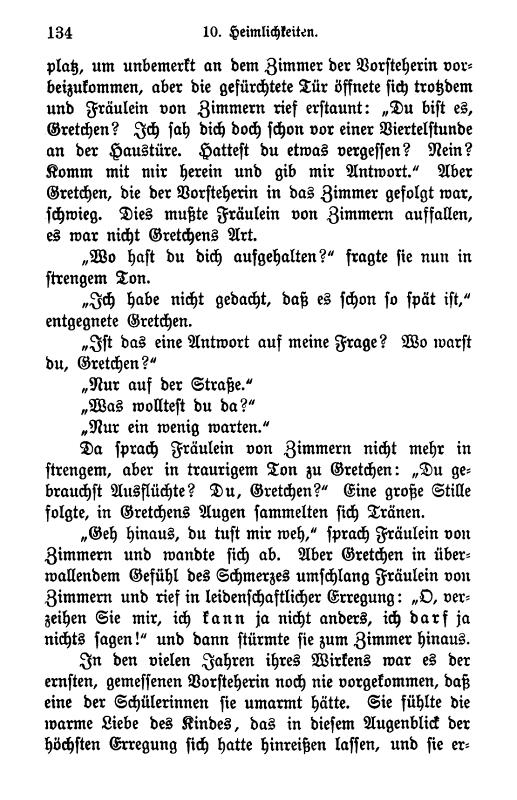 134 10. Heimlichkeiten.
platz, um unbemerkt an dem Zimmer der Vorsteherin vor-
beizukommen, aber die gefürchtete Tür öffnete sich trotzdem
und Fräulein von Zimmern rief erstaunt: „Du bist es,
Gretchen? Ich sah dich doch schon vor einer Viertelstunde
an der Haustüre. Hattest du etwas vergessen? Nein?
Komm mit mir herein und gib mir Antwort.“ Aber
Gretchen, die der Vorsteherin in das Zimmer gefolgt war,
schwieg. Dies mußte Fräulein von Zimmern auffallen,
es war nicht Gretchens Art.
„Wo hast du dich aufgehalten?“ fragte sie nun in
strengem Ton.
„Ich habe nicht gedacht, daß es schon so spät ist,“
entgegnete Gretchen.
„Ist das eine Antwort auf meine Frage? Wo warst
du, Gretchen?“
„Nur auf der Straße.“
„Was wolltest du da?“
„Nur ein wenig warten.“
Da sprach Fräulein von Zimmern nicht mehr in
strengem, aber in traurigem Ton zu Gretchen: „Du ge-
brauchst Ausflüchte? Du, Gretchen?“ Eine große Stille
folgte, in Gretchens Augen sammelten sich Tränen.
„Geh hinaus, du tust mir weh,“ sprach Fräulein von
Zimmern und wandte sich ab. Aber Gretchen in über-
wallendem Gefühl des Schmerzes umschlang Fräulein von
Zimmern und rief in leidenschaftlicher Erregung: „O, ver-
zeihen Sie mir, ich kann ja nicht anders, ich darf ja
nichts sagen!“ und dann stürmte sie zum Zimmer hinaus.
In den vielen Jahren ihres Wirkens war es der
ernsten, gemessenen Vorsteherin noch nie vorgekommen, daß
eine der Schülerinnen sie umarmt hätte. Sie fühlte die
warme Liebe des Kindes, das in diesem Augenblick der
höchsten Erregung sich hatte hinreißen lassen, und sie er-